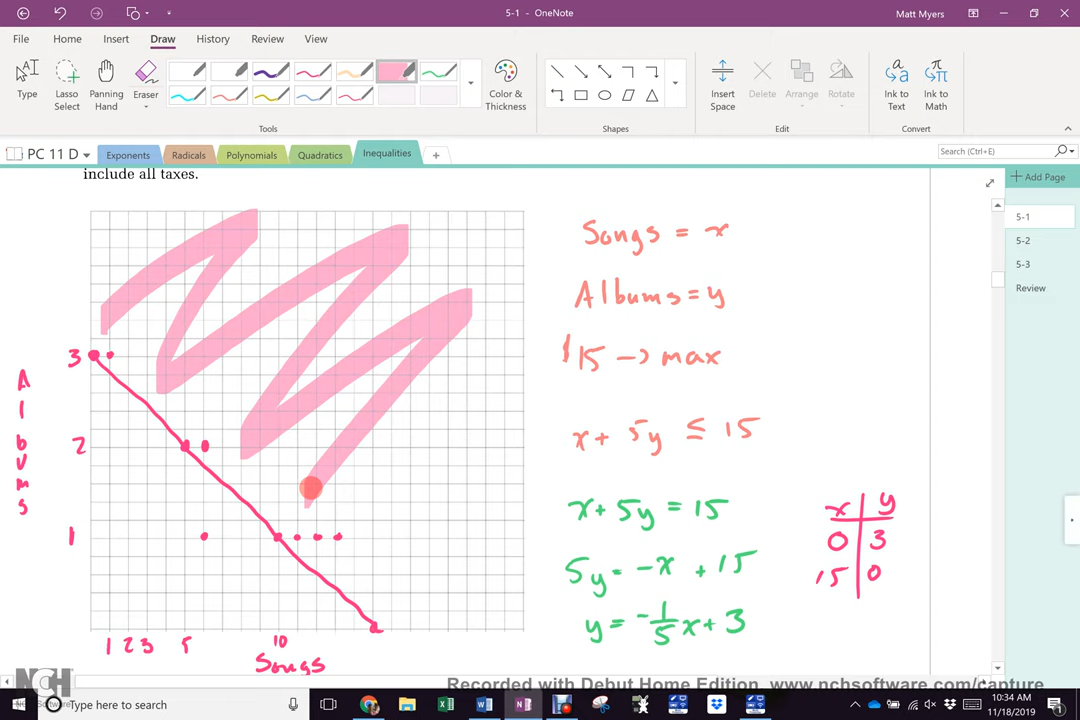 5-1 - OneNote
Matt Myers
File Home Insert Draw History Review View
Type
Lasso Select
Panning Hand
Eraser
Color & Thickness
Insert Space
Delete
Arrange
Rotate
Ink to Text
Ink to Math
Tools
Shapes
Edit
Convert
PC 11 D
Exponents
Radicals
Polynomials
Quadratics
Inequalities
+
Search (Ctrl+E)
Add Page
5-1
5-2
5-3
Review
include all taxes.
3
2
1
Albums
1 2 3 5 10
Songs
Songs = x
Albums = y
$15 -> max
x + 5y ≤ 15
x + 5y = 15
5y = -x + 15
y = -1/5 x + 3
x y
0 3
15 0
NCH
NCH Software
Recorded with Debut Home Edition www.nchsoftware.com/capture
Type here to search
10:34 AM
11/18/2019